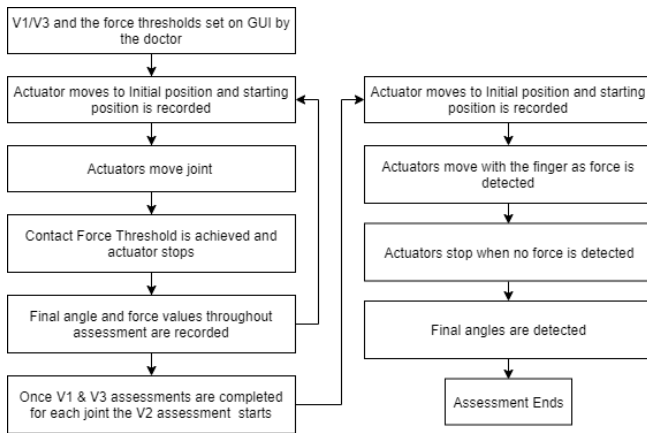 V1/V3 and the force thresholds set on GUI by
the doctor
Actuator moves to Initial position and starting
position is recorded
Actuators move joint
Contact Force Threshold is achieved and
actuator stops
Final angle and force values throughout
assessment are recorded
Once V1 & V3 assessments are completed
for each joint the V2 assessment starts
Actuator moves to Initial position and starting
position is recorded
Actuators move with the finger as force is
detected
Actuators stop when no force is detected
Final angles are detected
Assessment Ends